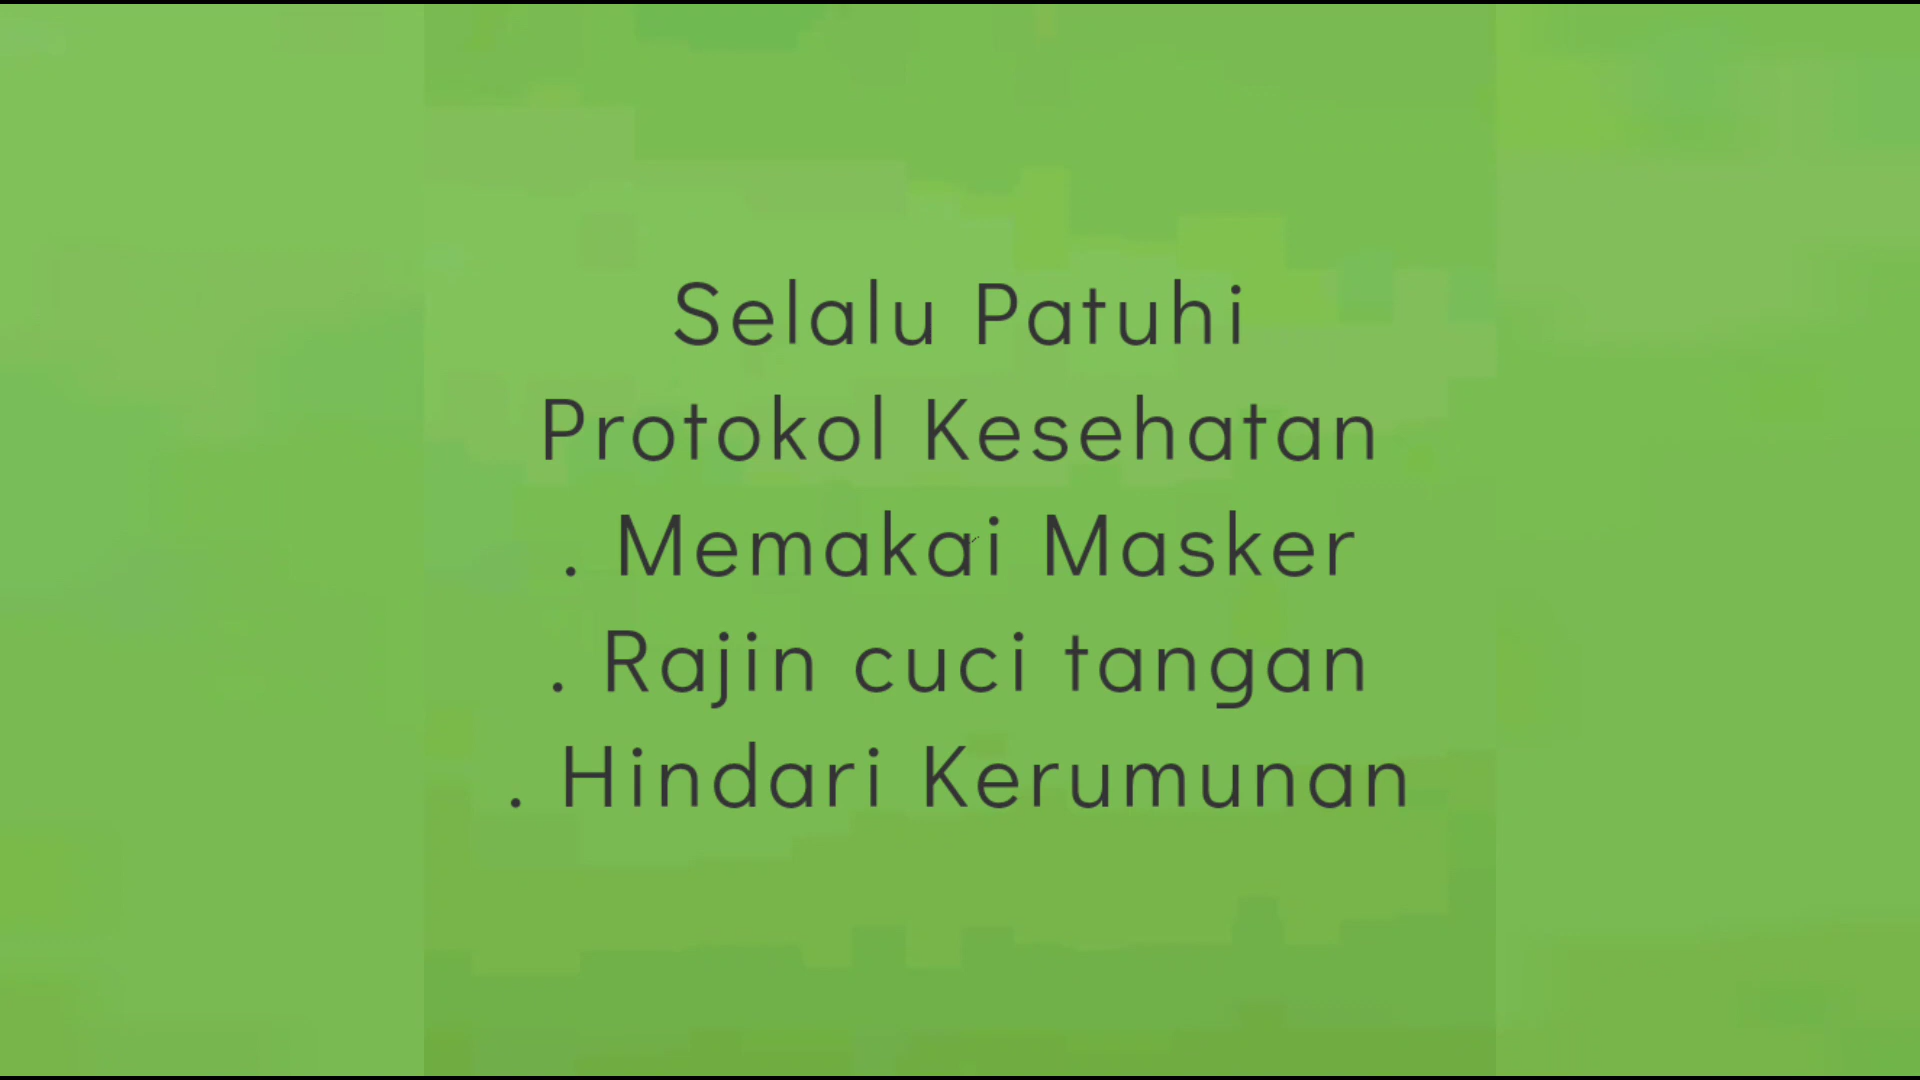 Selalu Patuhi
Protokol Kesehatan
. Memakai Masker
. Rajin cuci tangan
. Hindari Kerumunan